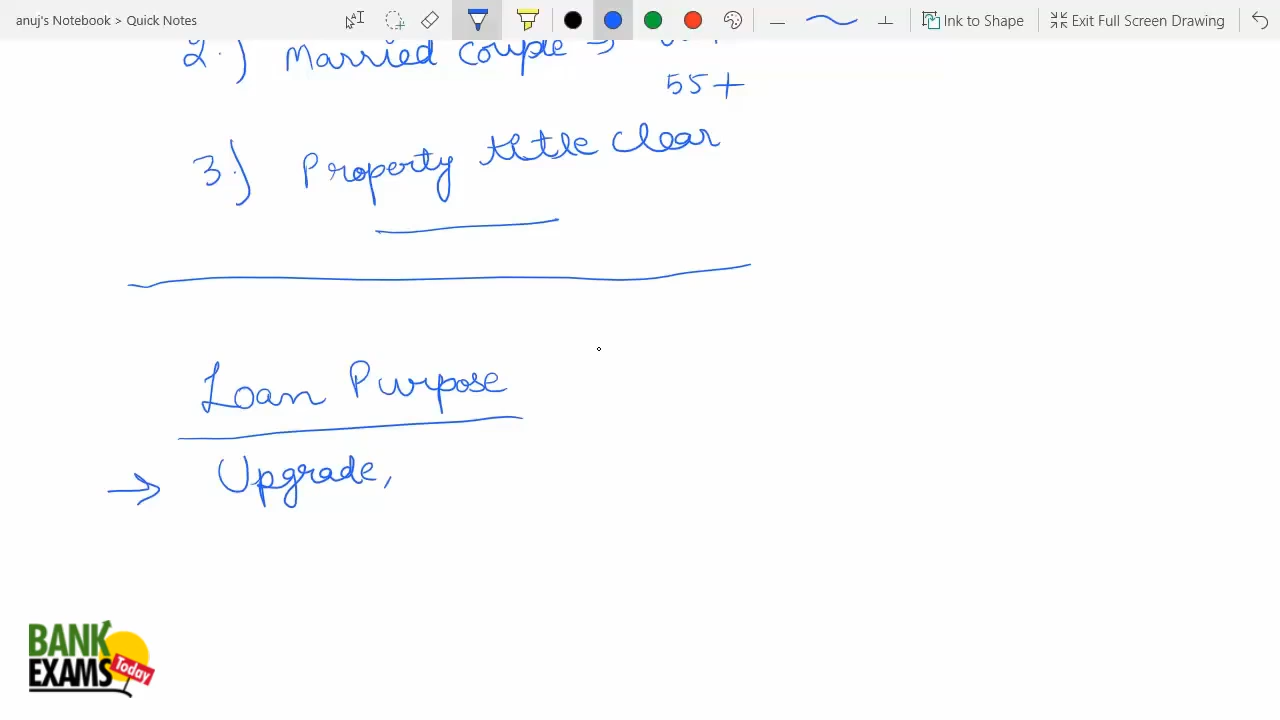 anuj's Notebook > Quick Notes
Ink to Shape
Exit Full Screen Drawing
2.) Married Couple →
55+
3.) Property title Clear
Loan Purpose
→ Upgrade,
BANK
EXAMS
Today